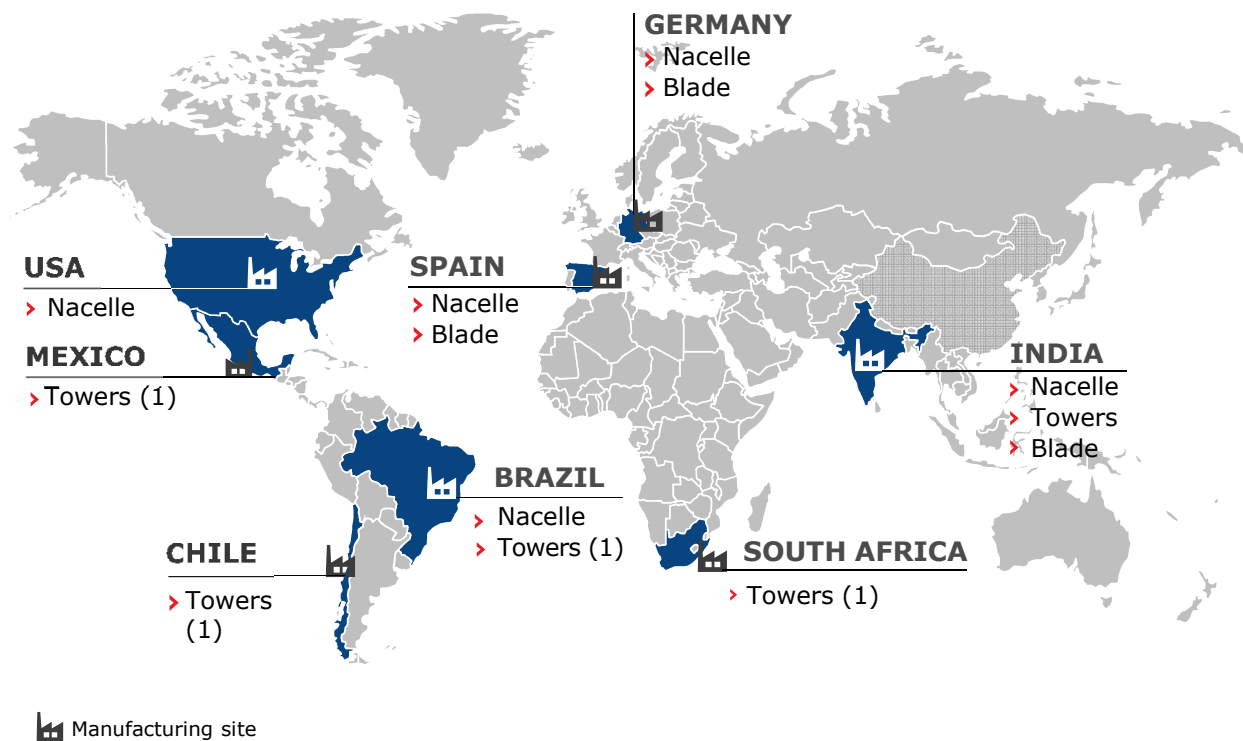 GERMANY
› Nacelle
› Blade
USA
› Nacelle
SPAIN
› Nacelle
› Blade
MEXICO
› Towers (1)
INDIA
› Nacelle
› Towers
› Blade
BRAZIL
› Nacelle
› Towers (1)
CHILE
› Towers
(1)
SOUTH AFRICA
› Towers (1)
Manufacturing site